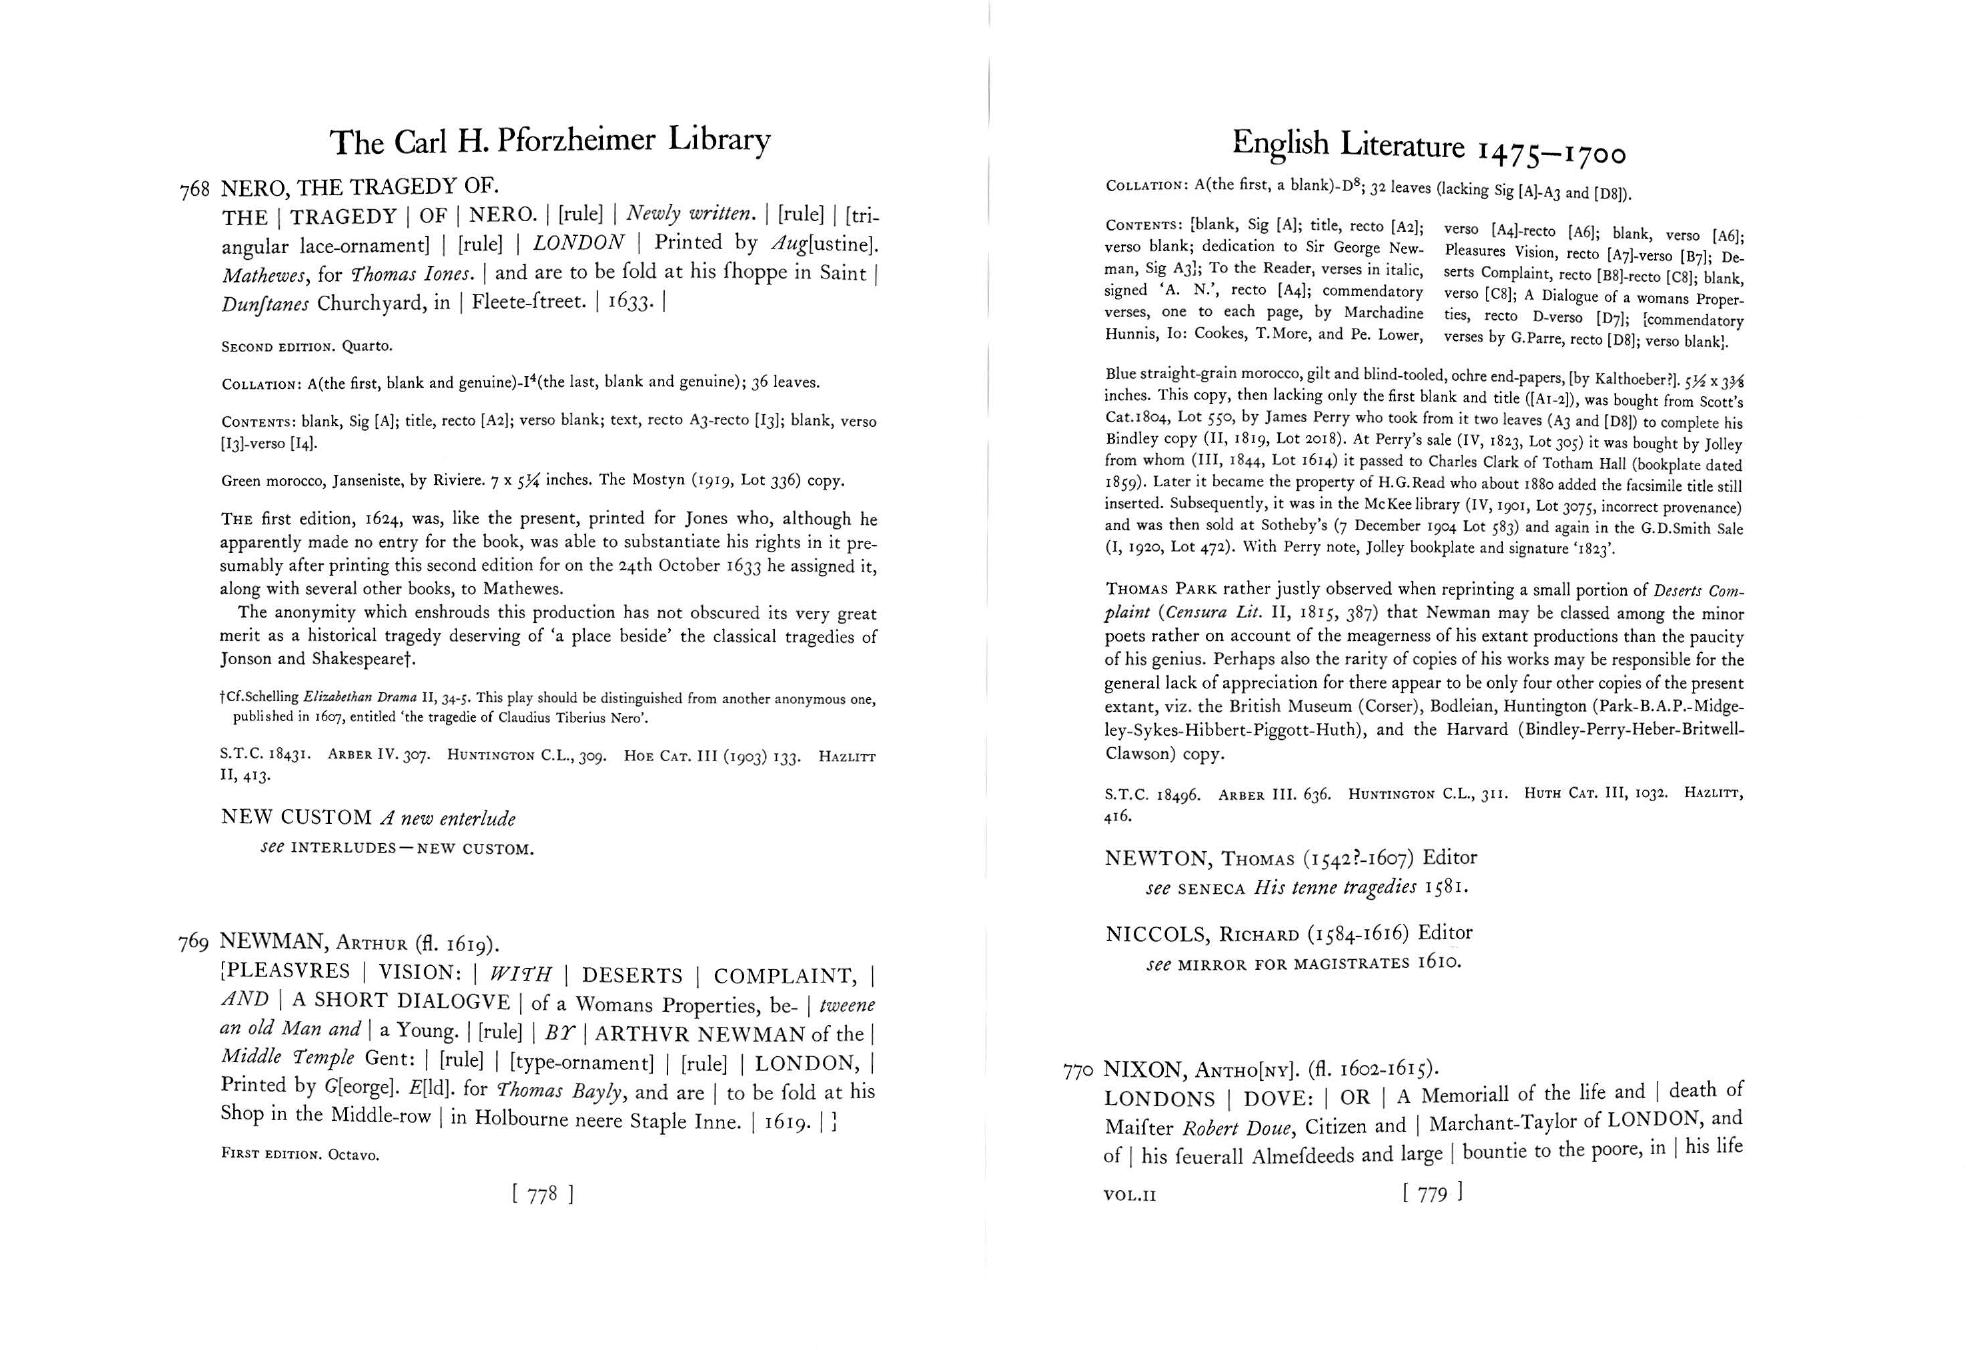 The Carl H. Pforzheimer Library
768 NERO, THE TRAGEDY OF.
THE | TRAGEDY | OF | NERO. | [rule] | Newly written. | [rule] | [tri-
angular lace-ornament] | [rule] | LONDON | Printed by Aug[ustine].
Mathewes, for Thomas Iones. | and are to be ſold at his ſhoppe in Saint |
Dunſtanes Churchyard, in | Fleete-ſtreet. | 1633. |
SECOND EDITION. Quarto.
COLLATION: A(the first, blank and genuine)-I⁴(the last, blank and genuine); 36 leaves.
CONTENTS: blank, Sig [A]; title, recto [A2]; verso blank; text, recto A3-recto [I3]; blank, verso
[I3]-verso [I4].
Green morocco, Janseniste, by Riviere. 7 x 5¼ inches. The Mostyn (1919, Lot 336) copy.
THE first edition, 1624, was, like the present, printed for Jones who, although he
apparently made no entry for the book, was able to substantiate his rights in it pre-
sumably after printing this second edition for on the 24th October 1633 he assigned it,
along with several other books, to Mathewes.
The anonymity which enshrouds this production has not obscured its very great
merit as a historical tragedy deserving of ‘a place beside’ the classical tragedies of
Jonson and Shakespeare†.
†Cf.Schelling Elizabethan Drama II, 34-5. This play should be distinguished from another anonymous one,
published in 1607, entitled ‘the tragedie of Claudius Tiberius Nero’.
S.T.C. 18431. ARBER IV. 307. HUNTINGTON C.L., 309. HOE CAT. III (1903) 133. HAZLITT
II, 413.
NEW CUSTOM A new enterlude
see INTERLUDES—NEW CUSTOM.
769 NEWMAN, ARTHUR (fl. 1619).
[PLEASVRES | VISION: | WITH | DESERTS | COMPLAINT, |
AND | A SHORT DIALOGVE | of a Womans Properties, be- | tweene
an old Man and | a Young. | [rule] | BY | ARTHVR NEWMAN of the |
Middle Temple Gent: | [rule] | [type-ornament] | [rule] | LONDON, |
Printed by G[eorge]. E[ld]. for Thomas Bayly, and are | to be ſold at his
Shop in the Middle-row | in Holbourne neere Staple Inne. | 1619. | ]
FIRST EDITION. Octavo.
[ 778 ]
English Literature 1475—1700
COLLATION: A(the first, a blank)-D⁸; 32 leaves (lacking Sig [A]-A3 and [D8]).
CONTENTS: [blank, Sig [A]; title, recto [A2];
verso blank; dedication to Sir George New-
man, Sig A3]; To the Reader, verses in italic,
signed ‘A. N.’, recto [A4]; commendatory
verses, one to each page, by Marchadine
Hunnis, Io: Cookes, T.More, and Pe. Lower,
verso [A4]-recto [A6]; blank, verso [A6];
Pleasures Vision, recto [A7]-verso [B7]; De-
serts Complaint, recto [B8]-recto [C8]; blank,
verso [C8]; A Dialogue of a womans Proper-
ties, recto D-verso [D7]; [commendatory
verses by G.Parre, recto [D8]; verso blank].
Blue straight-grain morocco, gilt and blind-tooled, ochre end-papers, [by Kalthoeber?]. 5½ x 3⅜
inches. This copy, then lacking only the first blank and title ([A1-2]), was bought from Scott’s
Cat.1804, Lot 550, by James Perry who took from it two leaves (A3 and [D8]) to complete his
Bindley copy (II, 1819, Lot 2018). At Perry’s sale (IV, 1823, Lot 305) it was bought by Jolley
from whom (III, 1844, Lot 1614) it passed to Charles Clark of Totham Hall (bookplate dated
1859). Later it became the property of H.G.Read who about 1880 added the facsimile title still
inserted. Subsequently, it was in the McKee library (IV, 1901, Lot 3075, incorrect provenance)
and was then sold at Sotheby’s (7 December 1904 Lot 583) and again in the G.D.Smith Sale
(I, 1920, Lot 472). With Perry note, Jolley bookplate and signature ‘1823’.
THOMAS PARK rather justly observed when reprinting a small portion of Deserts Com-
plaint (Censura Lit. II, 1815, 387) that Newman may be classed among the minor
poets rather on account of the meagerness of his extant productions than the paucity
of his genius. Perhaps also the rarity of copies of his works may be responsible for the
general lack of appreciation for there appear to be only four other copies of the present
extant, viz. the British Museum (Corser), Bodleian, Huntington (Park-B.A.P.-Midge-
ley-Sykes-Hibbert-Piggott-Huth), and the Harvard (Bindley-Perry-Heber-Britwell-
Clawson) copy.
S.T.C. 18496. ARBER III. 636. HUNTINGTON C.L., 311. HUTH CAT. III, 1032. HAZLITT,
416.
NEWTON, THOMAS (1542?-1607) Editor
see SENECA His tenne tragedies 1581.
NICCOLS, RICHARD (1584-1616) Editor
see MIRROR FOR MAGISTRATES 1610.
770 NIXON, ANTHO[NY]. (fl. 1602-1615).
LONDONS | DOVE: | OR | A Memoriall of the life and | death of
Maiſter Robert Doue, Citizen and | Marchant-Taylor of LONDON, and
of | his ſeuerall Almeſdeeds and large | bountie to the poore, in | his life
VOL.II
[ 779 ]